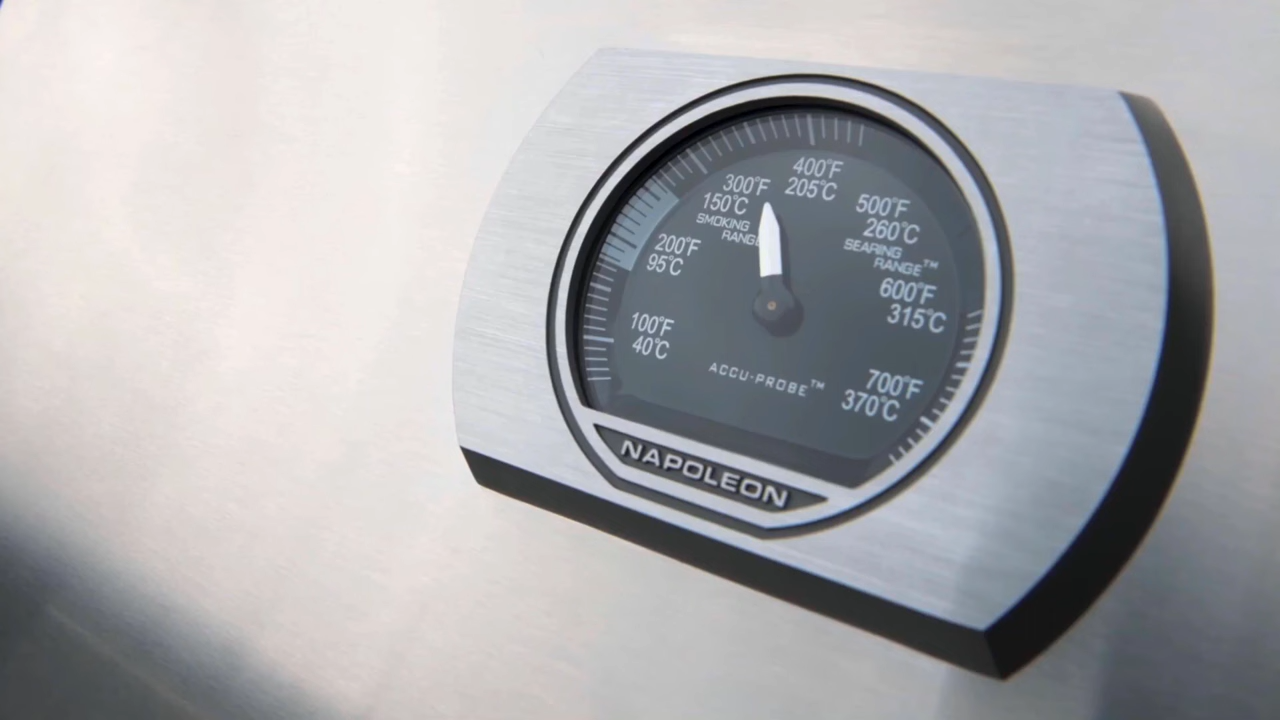 400°F
205°C
300°F
150°C
SMOKING
RANGE
500°F
260°C
SEARING
RANGE™
200°F
95°C
600°F
315°C
100°F
40°C
700°F
370°C
ACCU-PROBE™
NAPOLEON